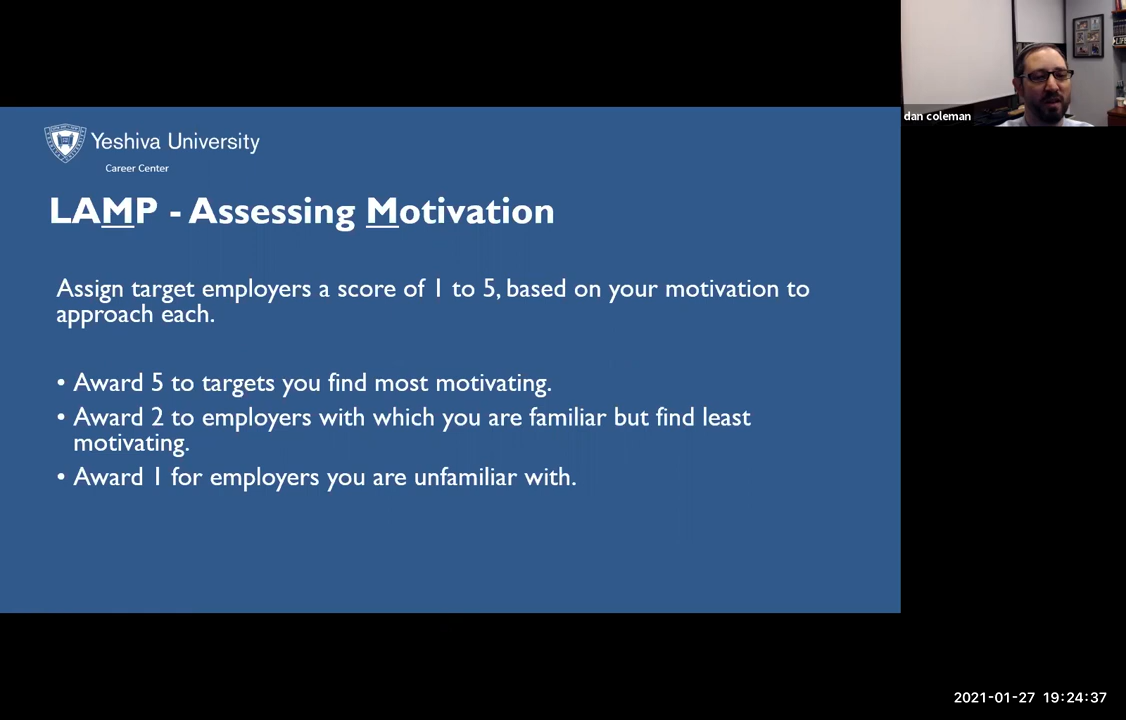 dan coleman
Yeshiva University
Career Center
LAMP - Assessing Motivation
Assign target employers a score of 1 to 5, based on your motivation to
approach each.
• Award 5 to targets you find most motivating.
• Award 2 to employers with which you are familiar but find least
motivating.
• Award 1 for employers you are unfamiliar with.
2021-01-27 19:24:37